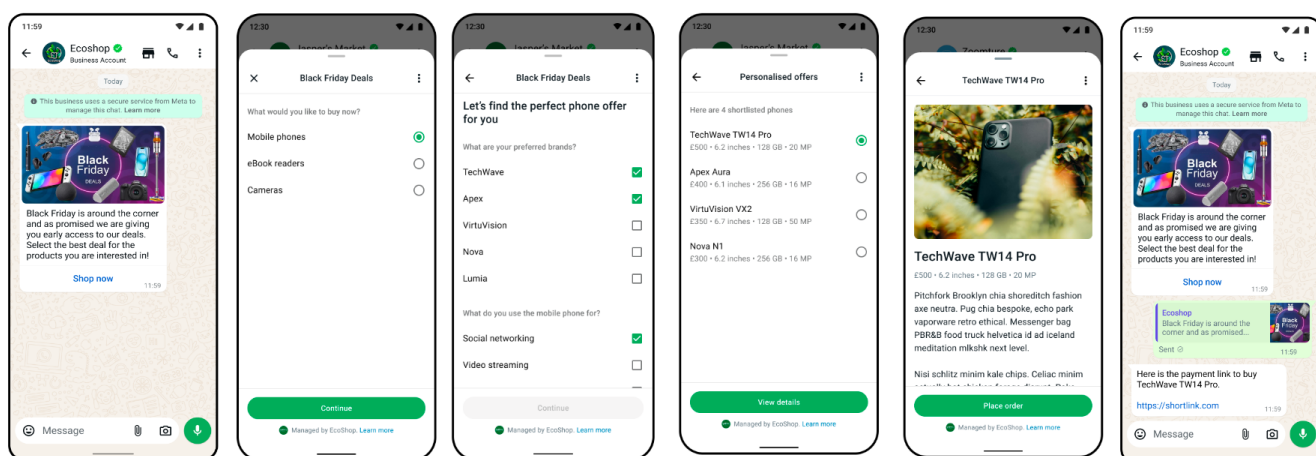 11:59
Ecoshop
Business Account
Today
This business uses a secure service from Meta to
manage this chat. Learn more
Black
Friday
DEALS
Black Friday is around the corner
and as promised we are giving
you early access to our deals.
Select the best deal for the
products you are interested in!
Shop now
11:59
Message
12:30
Jasper's Market
Black Friday Deals
What would you like to buy now?
Mobile phones
eBook readers
Cameras
Continue
Managed by EcoShop. Learn more
12:30
Jasper's Market
Black Friday Deals
Let's find the perfect phone offer
for you
What are your preferred brands?
TechWave
Apex
VirtuVision
Nova
Lumia
What do you use the mobile phone for?
Social networking
Video streaming
Continue
Managed by EcoShop. Learn more
12:30
Jasper's Market
Personalised offers
Here are 4 shortlisted phones
TechWave TW14 Pro
£500 • 6.2 inches • 128 GB • 20 MP
Apex Aura
£400 • 6.1 inches • 256 GB • 16 MP
VirtuVision VX2
£350 • 6.7 inches • 128 GB • 50 MP
Nova N1
£300 • 6.2 inches • 256 GB • 16 MP
View details
Managed by EcoShop. Learn more
12:30
Zoomture
TechWave TW14 Pro
TechWave TW14 Pro
£500 • 6.2 inches • 128 GB • 20 MP
Pitchfork Brooklyn chia shoreditch fashion
axe neutra. Pug chia bespoke, echo park
vaporware retro ethical. Messenger bag
PBR&B food truck helvetica id ad iceland
meditation mlkshk next level.
Nisi schlitz minim kale chips. Celiac minim
Place order
Managed by EcoShop. Learn more
11:59
Ecoshop
Business Account
Today
This business uses a secure service from Meta to
manage this chat. Learn more
Black
Friday
DEALS
Black Friday is around the corner
and as promised we are giving
you early access to our deals.
Select the best deal for the
products you are interested in!
Shop now
11:59
Ecoshop
Black Friday is around the
corner and as promised...
Black
Friday
Sent
11:59
Here is the payment link to buy
TechWave TW14 Pro.
https://shortlink.com
11:59
Message